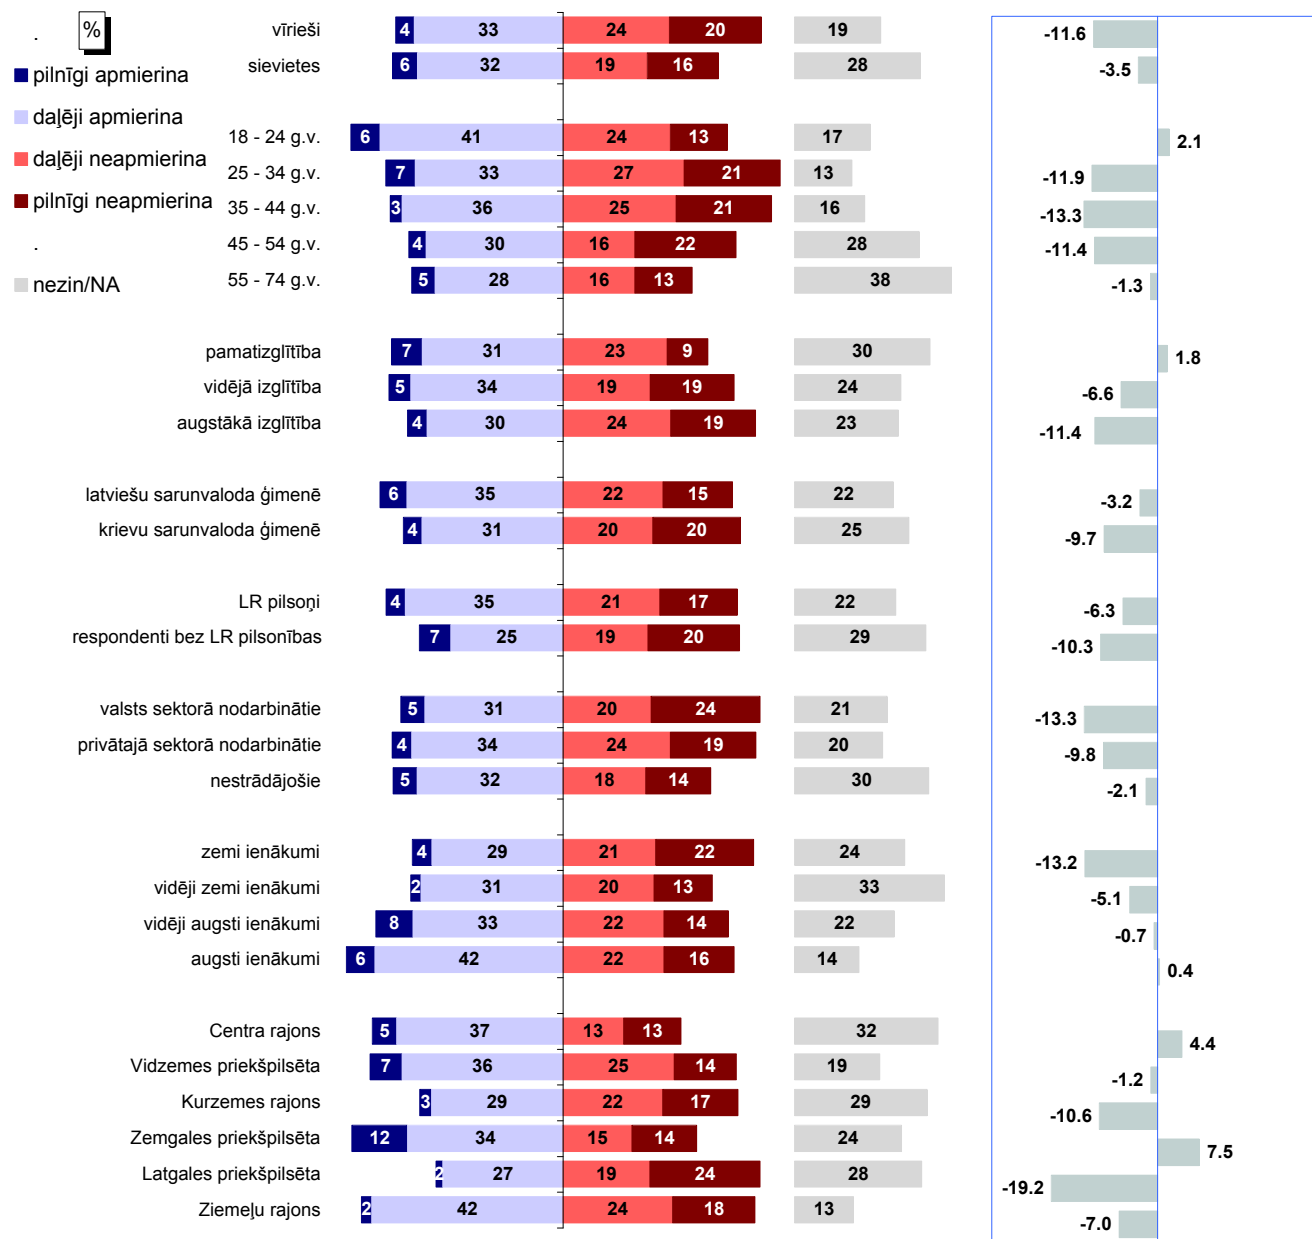 . %
pilnīgi apmierina
daļēji apmierina
daļēji neapmierina
pilnīgi neapmierina
.
nezin/NA
vīrieši 4 33 24 20 19 -11.6
sievietes 6 32 19 16 28 -3.5
18 - 24 g.v. 6 41 24 13 17 2.1
25 - 34 g.v. 7 33 27 21 13 -11.9
35 - 44 g.v. 3 36 25 21 16 -13.3
45 - 54 g.v. 4 30 16 22 28 -11.4
55 - 74 g.v. 5 28 16 13 38 -1.3
pamatizglītība 7 31 23 9 30 1.8
vidējā izglītība 5 34 19 19 24 -6.6
augstākā izglītība 4 30 24 19 23 -11.4
latviešu sarunvaloda ģimenē 6 35 22 15 22 -3.2
krievu sarunvaloda ģimenē 4 31 20 20 25 -9.7
LR pilsoņi 4 35 21 17 22 -6.3
respondenti bez LR pilsonības 7 25 19 20 29 -10.3
valsts sektorā nodarbinātie 5 31 20 24 21 -13.3
privātajā sektorā nodarbinātie 4 34 24 19 20 -9.8
nestrādājošie 5 32 18 14 30 -2.1
zemi ienākumi 4 29 21 22 24 -13.2
vidēji zemi ienākumi 2 31 20 13 33 -5.1
vidēji augsti ienākumi 8 33 22 14 22 -0.7
augsti ienākumi 6 42 22 16 14 0.4
Centra rajons 5 37 13 13 32 4.4
Vidzemes priekšpilsēta 7 36 25 14 19 -1.2
Kurzemes rajons 3 29 22 17 29 -10.6
Zemgales priekšpilsēta 12 34 15 14 24 7.5
Latgales priekšpilsēta 2 27 19 24 28 -19.2
Ziemeļu rajons 2 42 24 18 13 -7.0